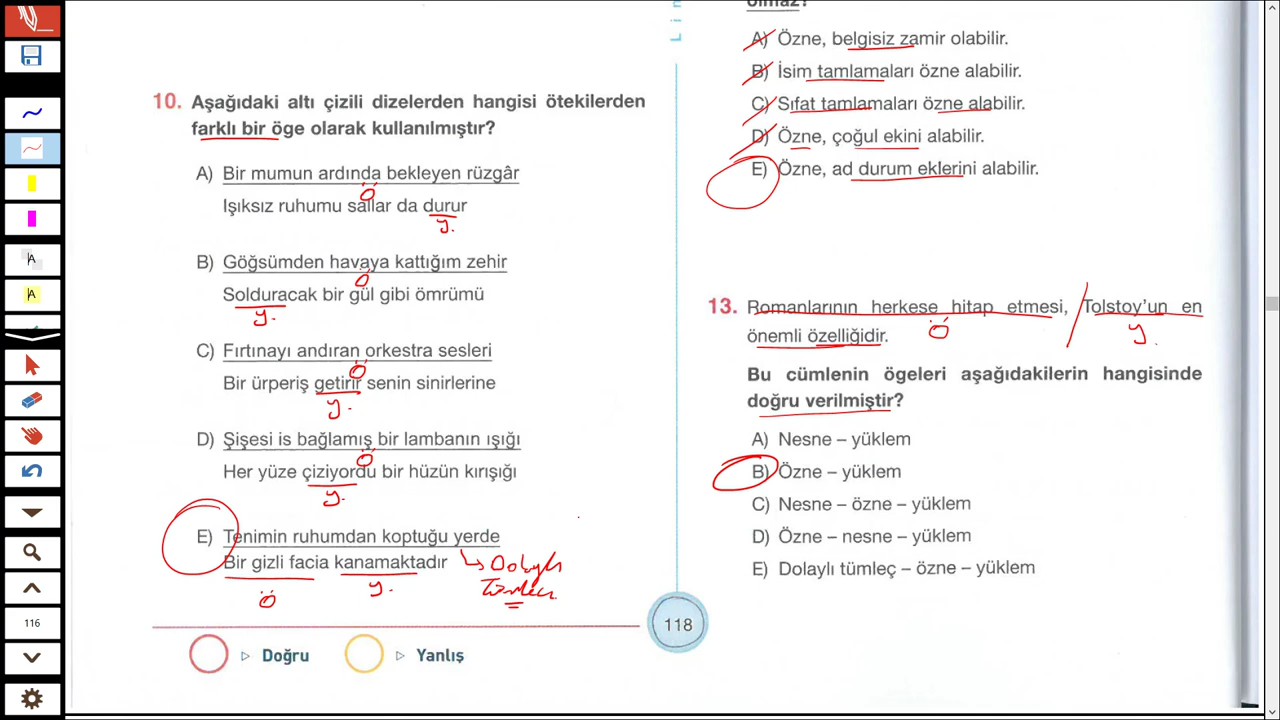 10. Aşağıdaki altı çizili dizelerden hangisi ötekilerden
farklı bir öge olarak kullanılmıştır?
A) Bir mumun ardında bekleyen rüzgâr
ö
Işıksız ruhumu sallar da durur
y.
B) Göğsümden havaya kattığım zehir
ö
Solduracak bir gül gibi ömrümü
y.
C) Fırtınayı andıran orkestra sesleri
ö
Bir ürperiş getirir senin sinirlerine
y.
D) Şişesi is bağlamış bir lambanın ışığı
ö
Her yüze çiziyordu bir hüzün kırışığı
y.
E) Tenimin ruhumdan koptuğu yerde
Bir gizli facia kanamaktadır
Dolaylı
Tümleç
ö y.
Doğru Yanlış
118
Lin
olmaz?
A) Özne, belgisiz zamir olabilir.
B) İsim tamlamaları özne alabilir.
C) Sıfat tamlamaları özne alabilir.
D) Özne, çoğul ekini alabilir.
E) Özne, ad durum eklerini alabilir.
13. Romanlarının herkese hitap etmesi, Tolstoy'un en
ö y.
önemli özelliğidir.
Bu cümlenin ögeleri aşağıdakilerin hangisinde
doğru verilmiştir?
A) Nesne – yüklem
B) Özne – yüklem
C) Nesne – özne – yüklem
D) Özne – nesne – yüklem
E) Dolaylı tümleç – özne – yüklem
A
A
116